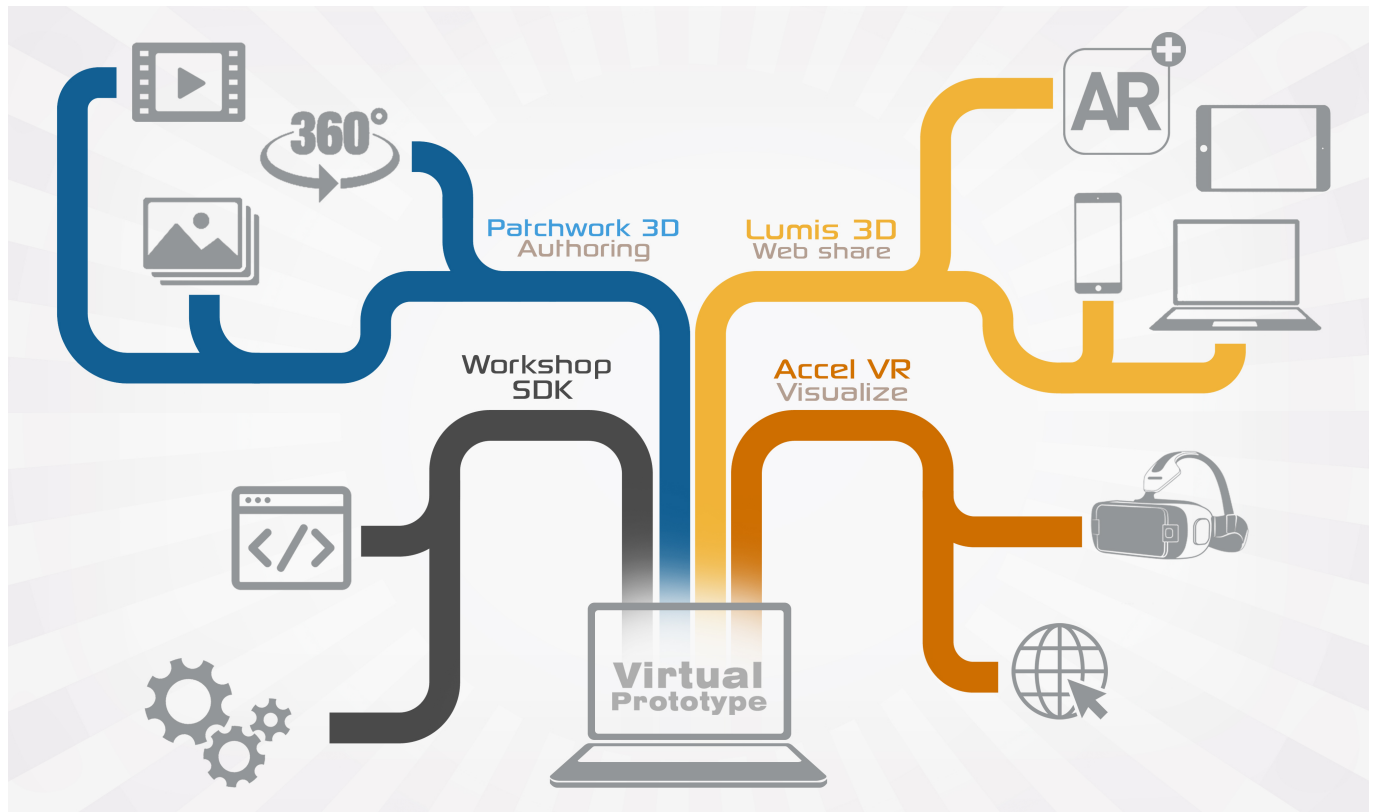 360°
AR
Patchwork 3D
Authoring
Lumis 3D
Web share
Workshop
SDK
Accel VR
Visualize
</>
Virtual
Prototype